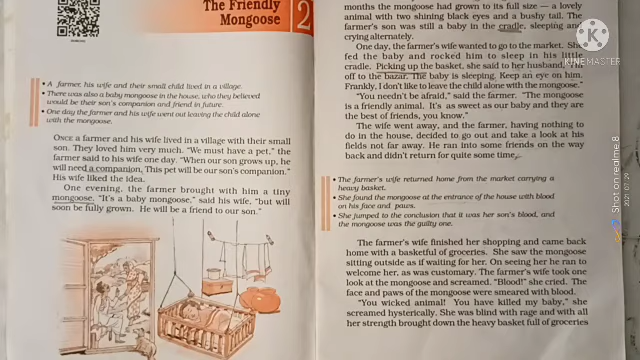 The Friendly
Mongoose
2
• A farmer, his wife and their small child lived in a village.
• There was also a baby mongoose in the house, who they believed
would be their son's companion and friend in future.
• One day the farmer and his wife went out leaving the child alone
with the mongoose.
ONCE a farmer and his wife lived in a village with their small
son. They loved him very much. "We must have a pet," the
farmer said to his wife one day. "When our son grows up, he
will need a companion. This pet will be our son's companion."
His wife liked the idea.
One evening, the farmer brought with him a tiny
mongoose. "It's a baby mongoose," said his wife, "but will
soon be fully grown. He will be a friend to our son."
months the mongoose had grown to its full size — a lovely
animal with two shining black eyes and a bushy tail. The
farmer's son was still a baby in the cradle, sleeping and
crying alternately.
One day, the farmer's wife wanted to go to the market. She
fed the baby and rocked him to sleep in his little
cradle. Picking up the basket, she said to her husband, "I'm
off to the bazar. The baby is sleeping. Keep an eye on him.
Frankly, I don't like to leave the child alone with the mongoose."
"You needn't be afraid," said the farmer. "The mongoose
is a friendly animal. It's as sweet as our baby and they are
the best of friends, you know."
The wife went away, and the farmer, having nothing to
do in the house, decided to go out and take a look at his
fields not far away. He ran into some friends on the way
back and didn't return for quite some time.
• The farmer's wife returned home from the market carrying a
heavy basket.
• She found the mongoose at the entrance of the house with blood
on his face and paws.
• She jumped to the conclusion that it was her son's blood, and
the mongoose was the guilty one.
The farmer's wife finished her shopping and came back
home with a basketful of groceries. She saw the mongoose
sitting outside as if waiting for her. On seeing her he ran to
welcome her, as was customary. The farmer's wife took one
look at the mongoose and screamed. "Blood!" she cried. The
face and paws of the mongoose were smeared with blood.
"You wicked animal! You have killed my baby," she
screamed hysterically. She was blind with rage and with all
her strength brought down the heavy basket full of groceries
KINEMASTER
Shot on realme 8
2021.07.29